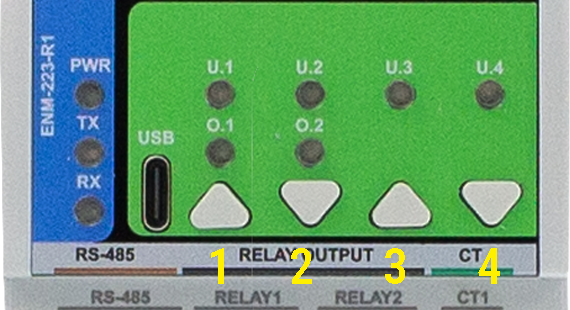 ENM-223-R1
PWR
U.1 U.2 U.3 U.4
TX
O.1 O.2
USB
RX
RS-485 RELAY OUTPUT CT
1 2 3 4
RS-485 RELAY1 RELAY2 CT1